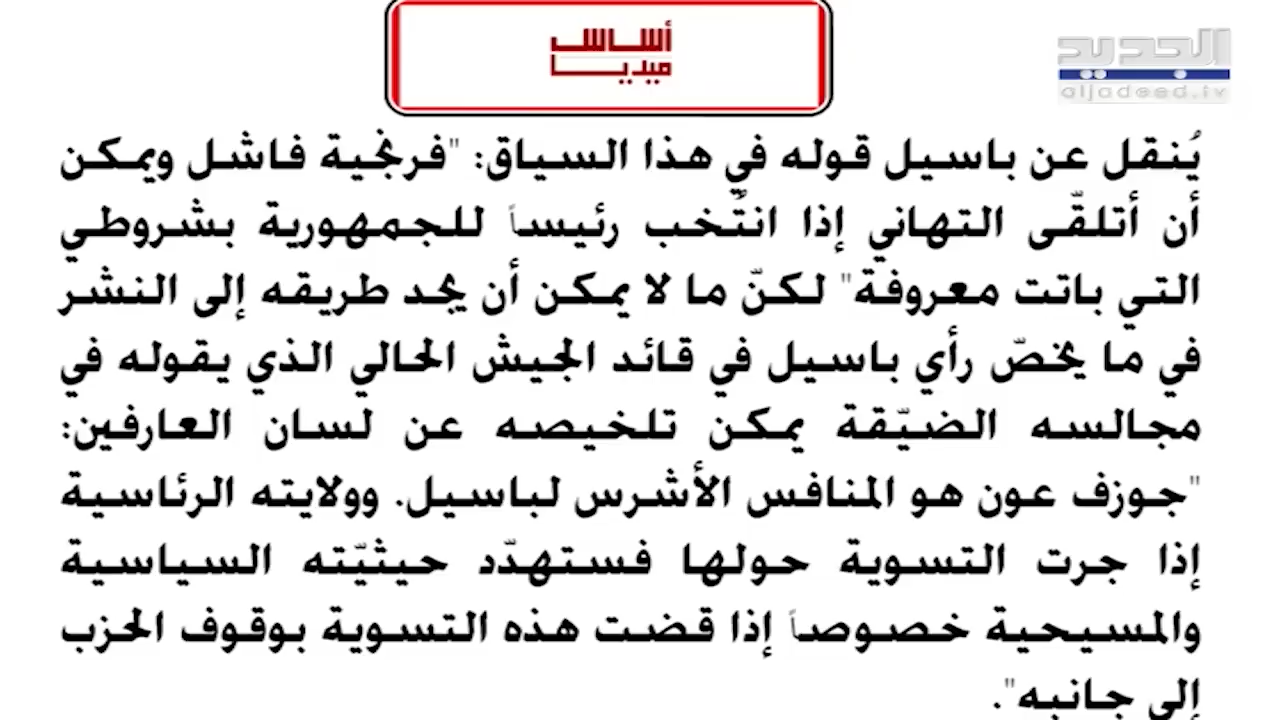 أساس
ميديا
الجديد
aljadeed.tv
يُنقل عن باسيل قوله في هذا السياق: "فرنجية فاشل ويمكن
أن أتلقّى التهاني إذا انتُخب رئيساً للجمهورية بشروطي
التي باتت معروفة" لكنّ ما لا يمكن أن يجد طريقه إلى النشر
في ما يخصّ رأي باسيل في قائد الجيش الحالي الذي يقوله في
مجالسه الضيّقة يمكن تلخيصه عن لسان العارفين:
"جوزف عون هو المنافس الأشرس لباسيل. وولايته الرئاسية
إذا جرت التسوية حولها فستهدّد حيثيّته السياسية
والمسيحية خصوصاً إذا قضت هذه التسوية بوقوف الحزب
إلى جانبه".